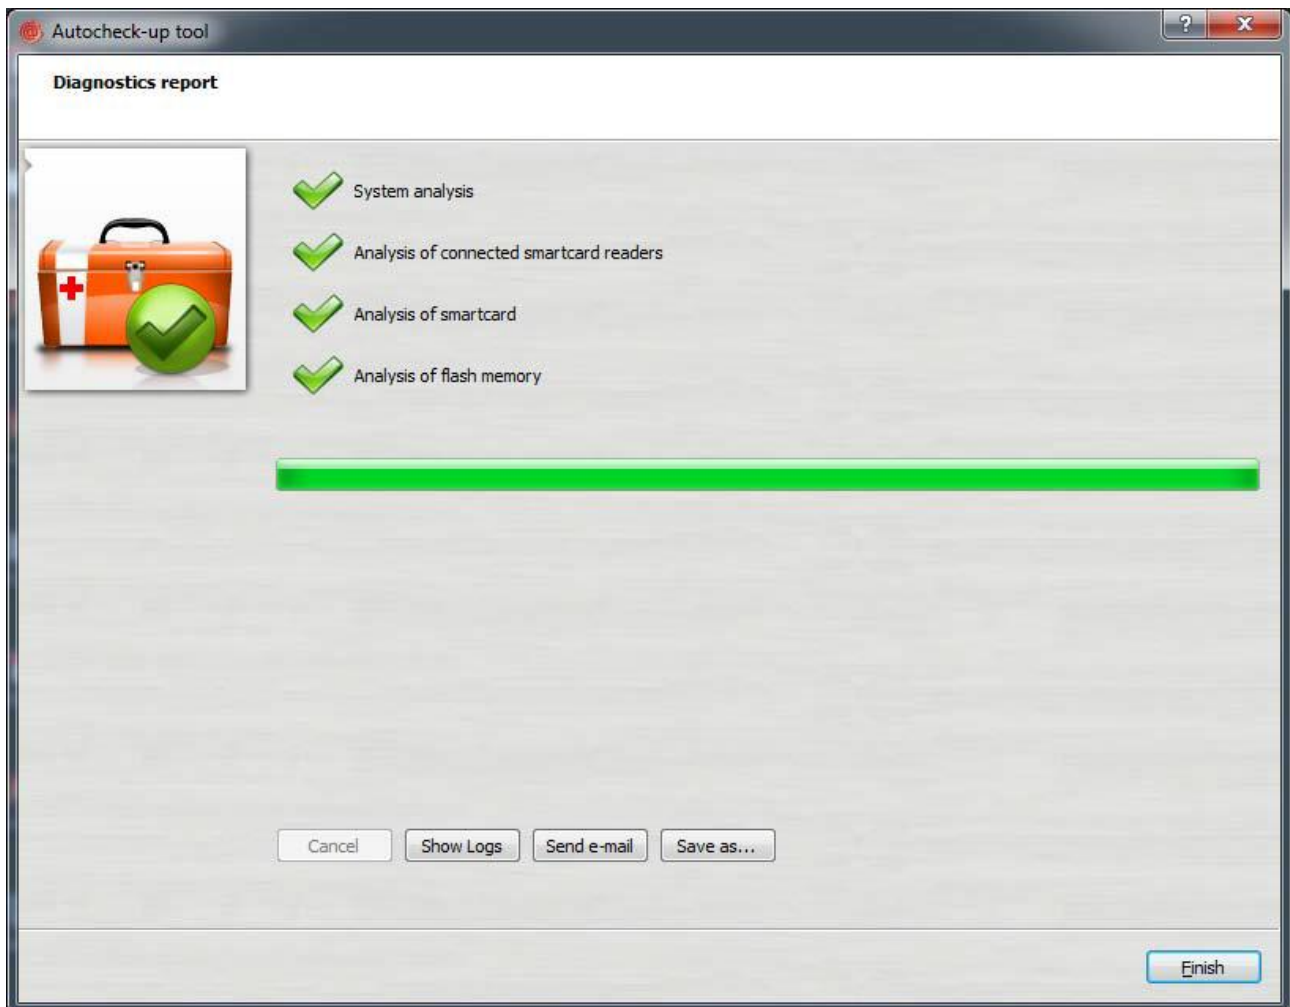 Autocheck-up tool
?
X
Diagnostics report
System analysis
Analysis of connected smartcard readers
Analysis of smartcard
Analysis of flash memory
Cancel Show Logs Send e-mail Save as...
Finish